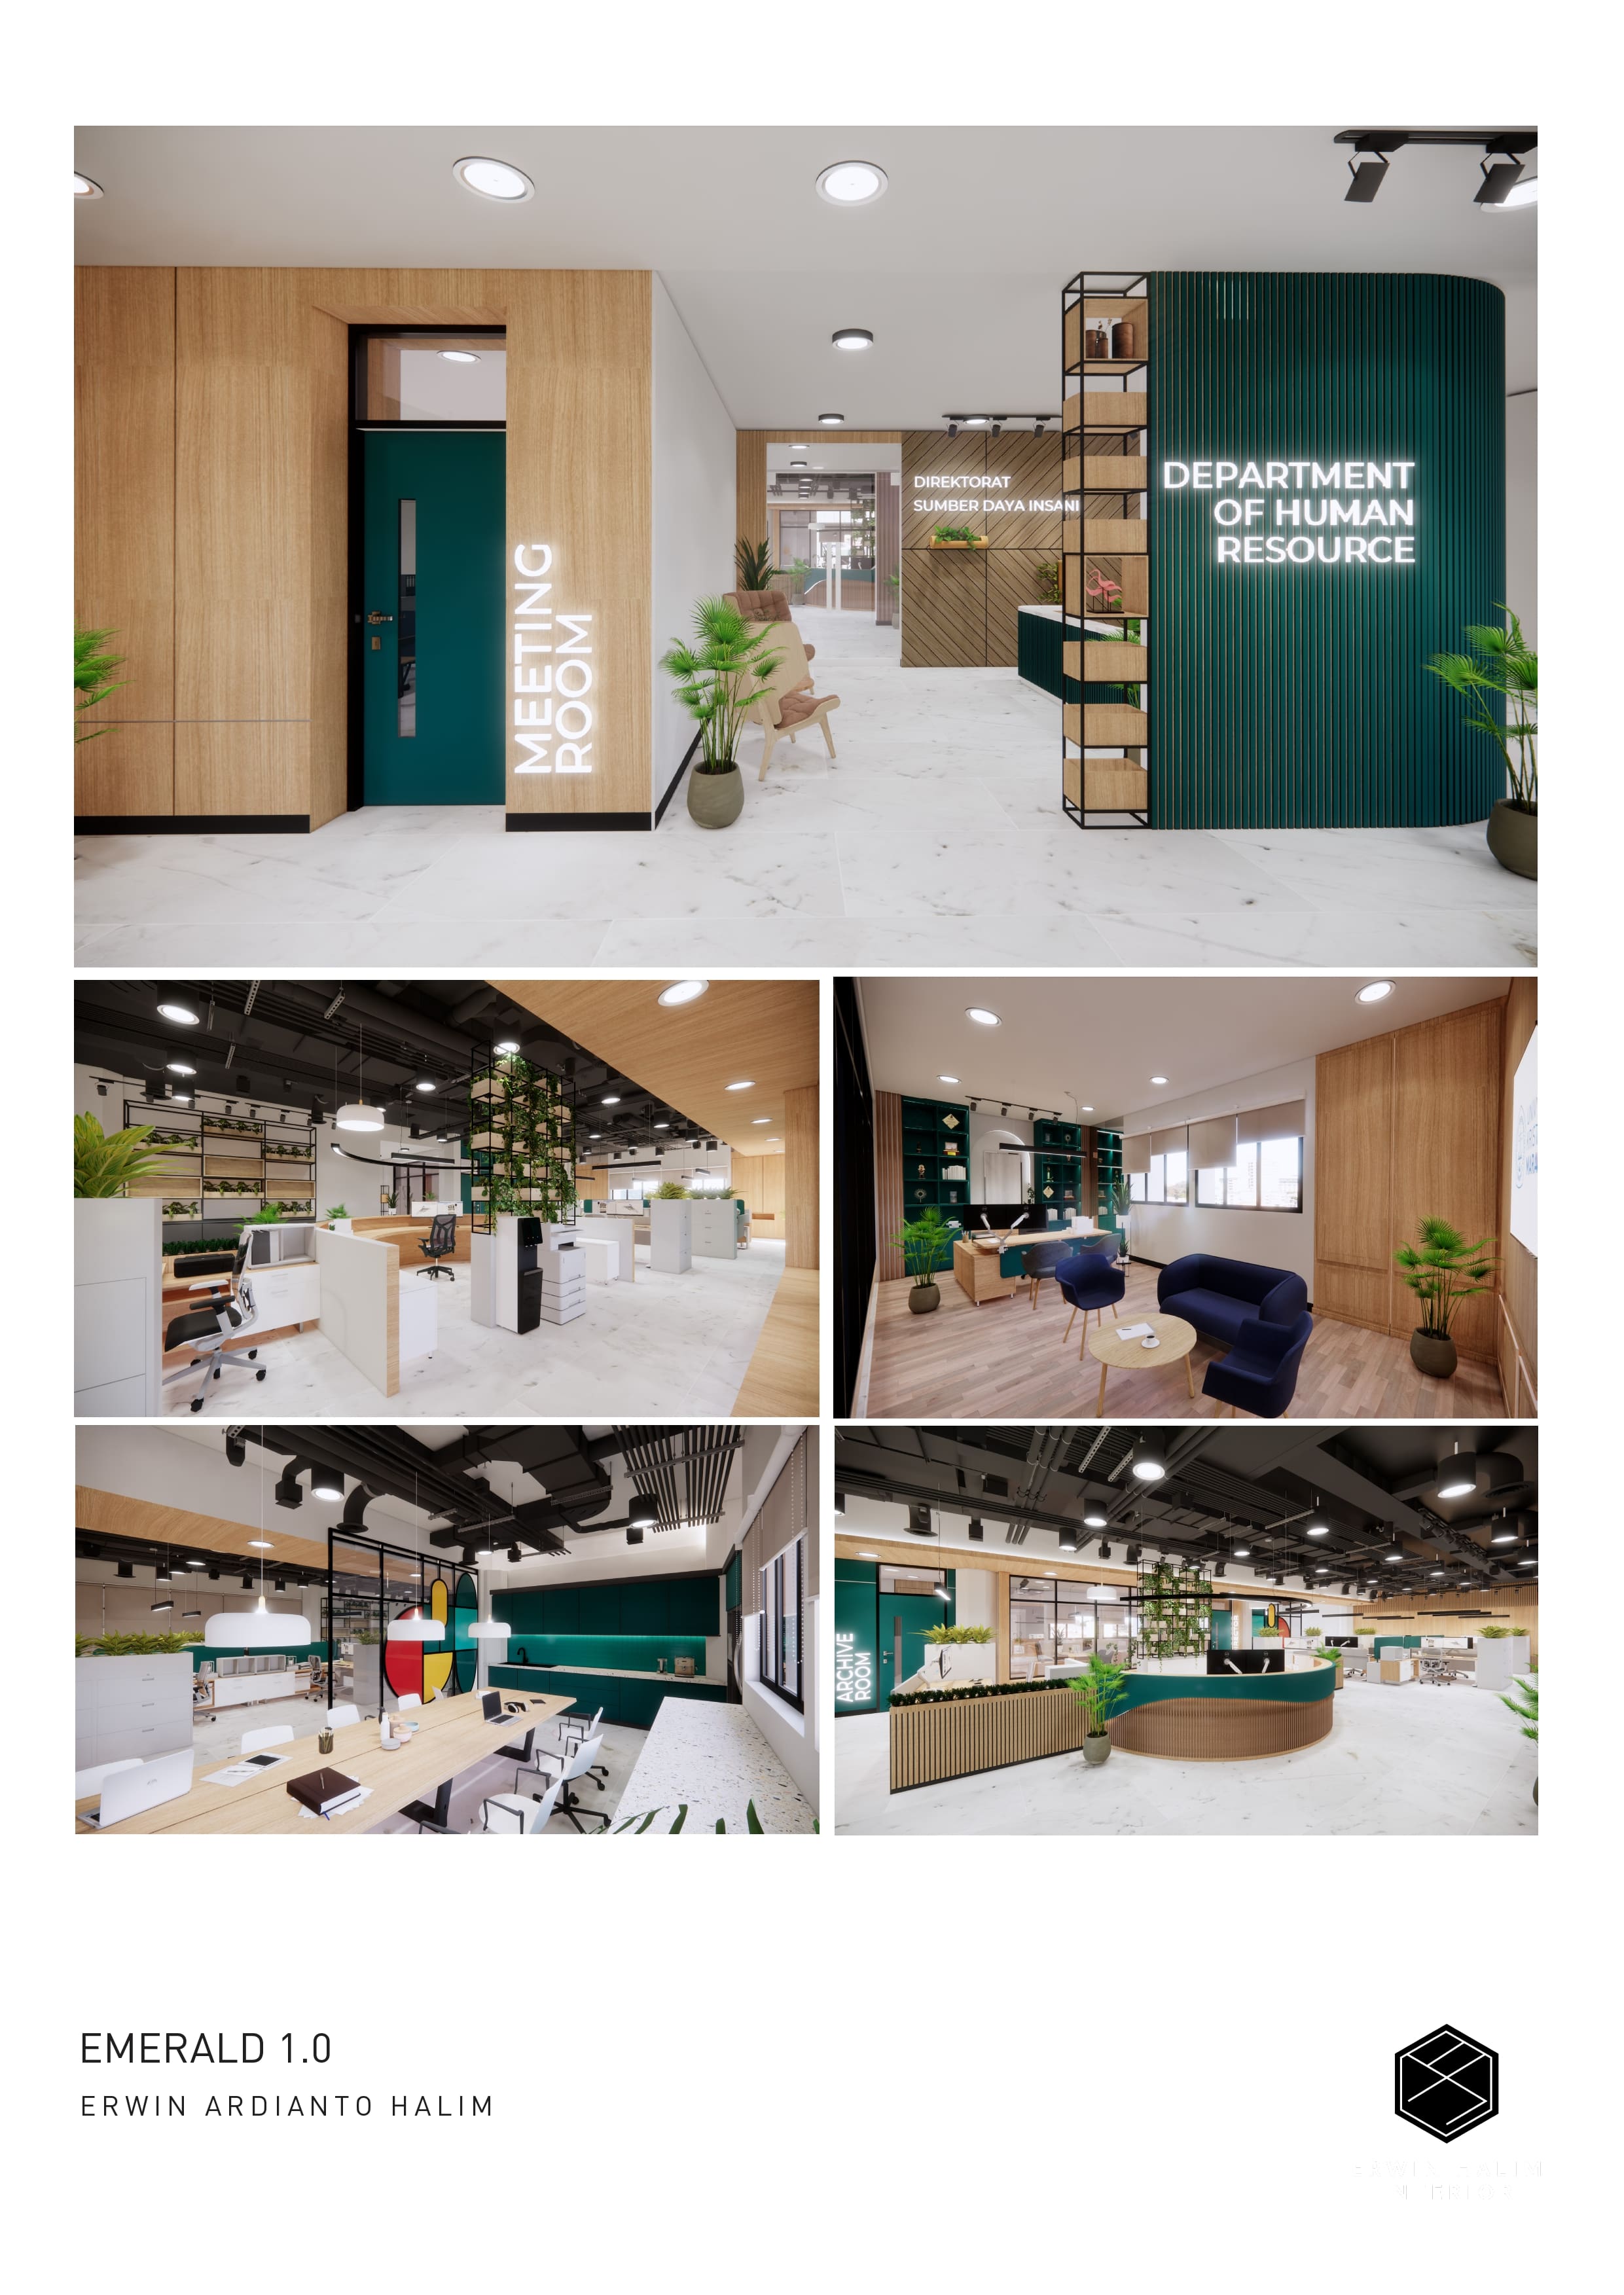 DEPARTMENT
OF HUMAN
RESOURCE
DIREKTORAT
SUMBER DAYA INSANI
MEETING
ROOM
ARCHIVE
ROOM
EMERALD 1.0
ERWIN ARDIANTO HALIM